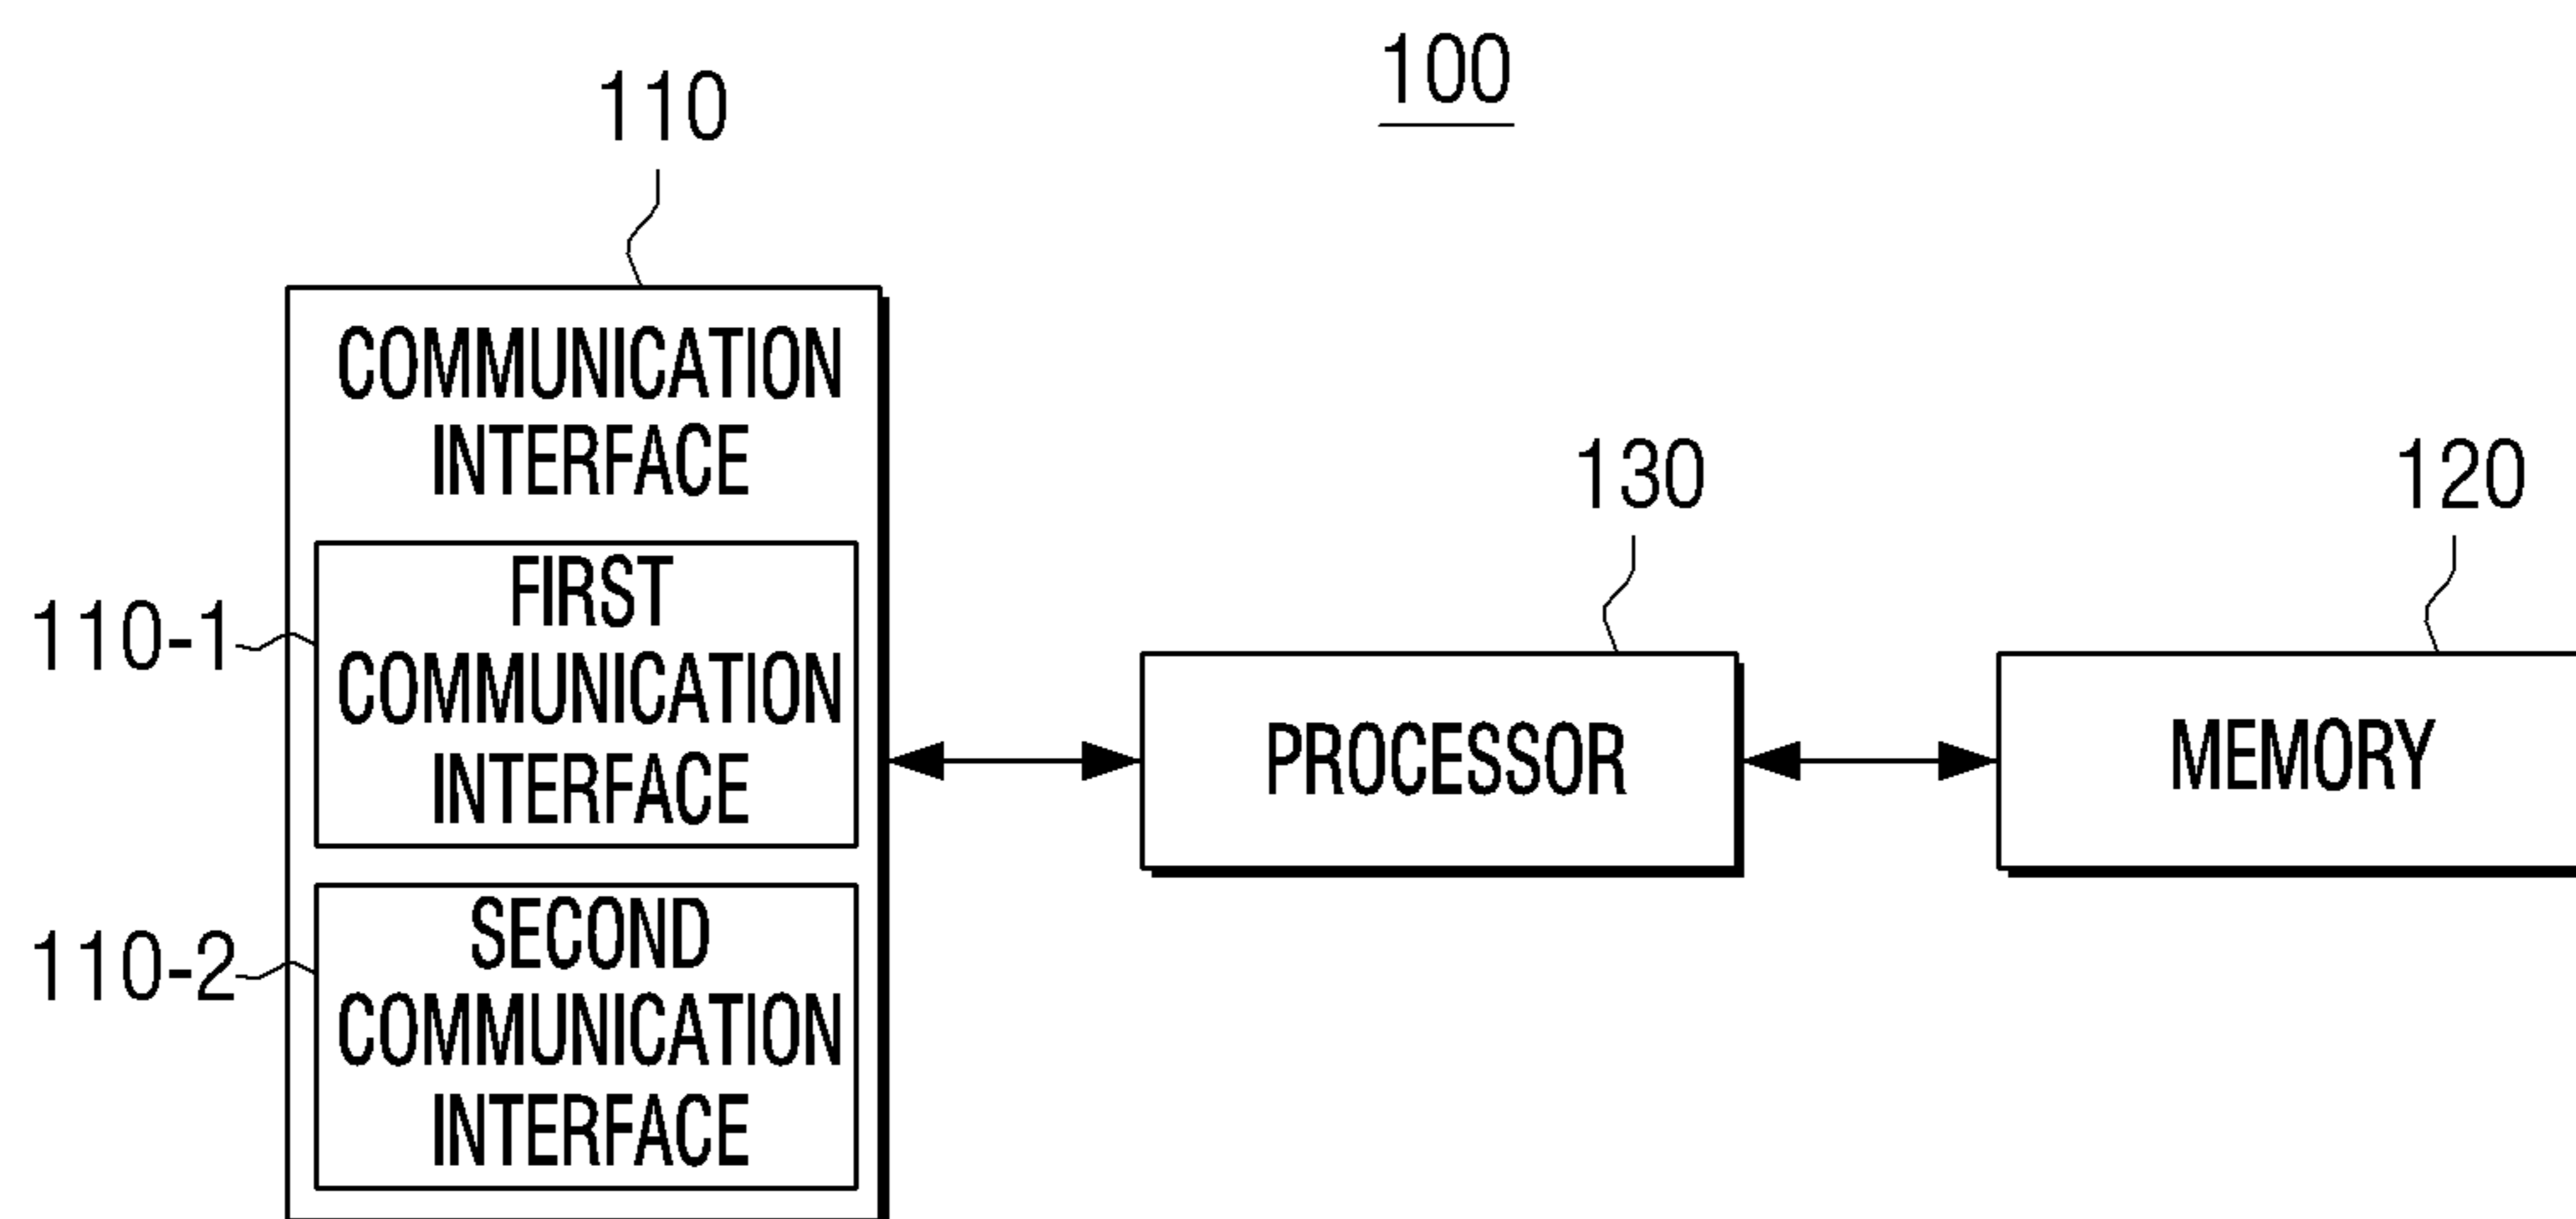 100
110
COMMUNICATION
INTERFACE
110-1
FIRST
COMMUNICATION
INTERFACE
110-2
SECOND
COMMUNICATION
INTERFACE
130
PROCESSOR
120
MEMORY